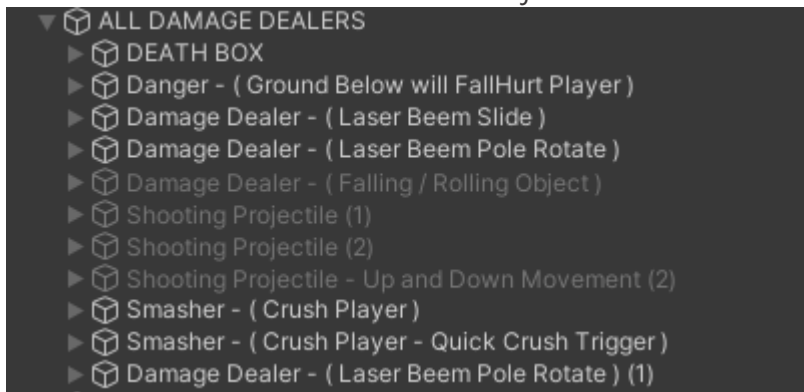 ALL DAMAGE DEALERS
DEATH BOX
Danger - ( Ground Below will FallHurt Player )
Damage Dealer - ( Laser Beem Slide )
Damage Dealer - ( Laser Beem Pole Rotate )
Damage Dealer - ( Falling / Rolling Object )
Shooting Projectile (1)
Shooting Projectile (2)
Shooting Projectile - Up and Down Movement (2)
Smasher - ( Crush Player )
Smasher - ( Crush Player - Quick Crush Trigger )
Damage Dealer - ( Laser Beem Pole Rotate ) (1)